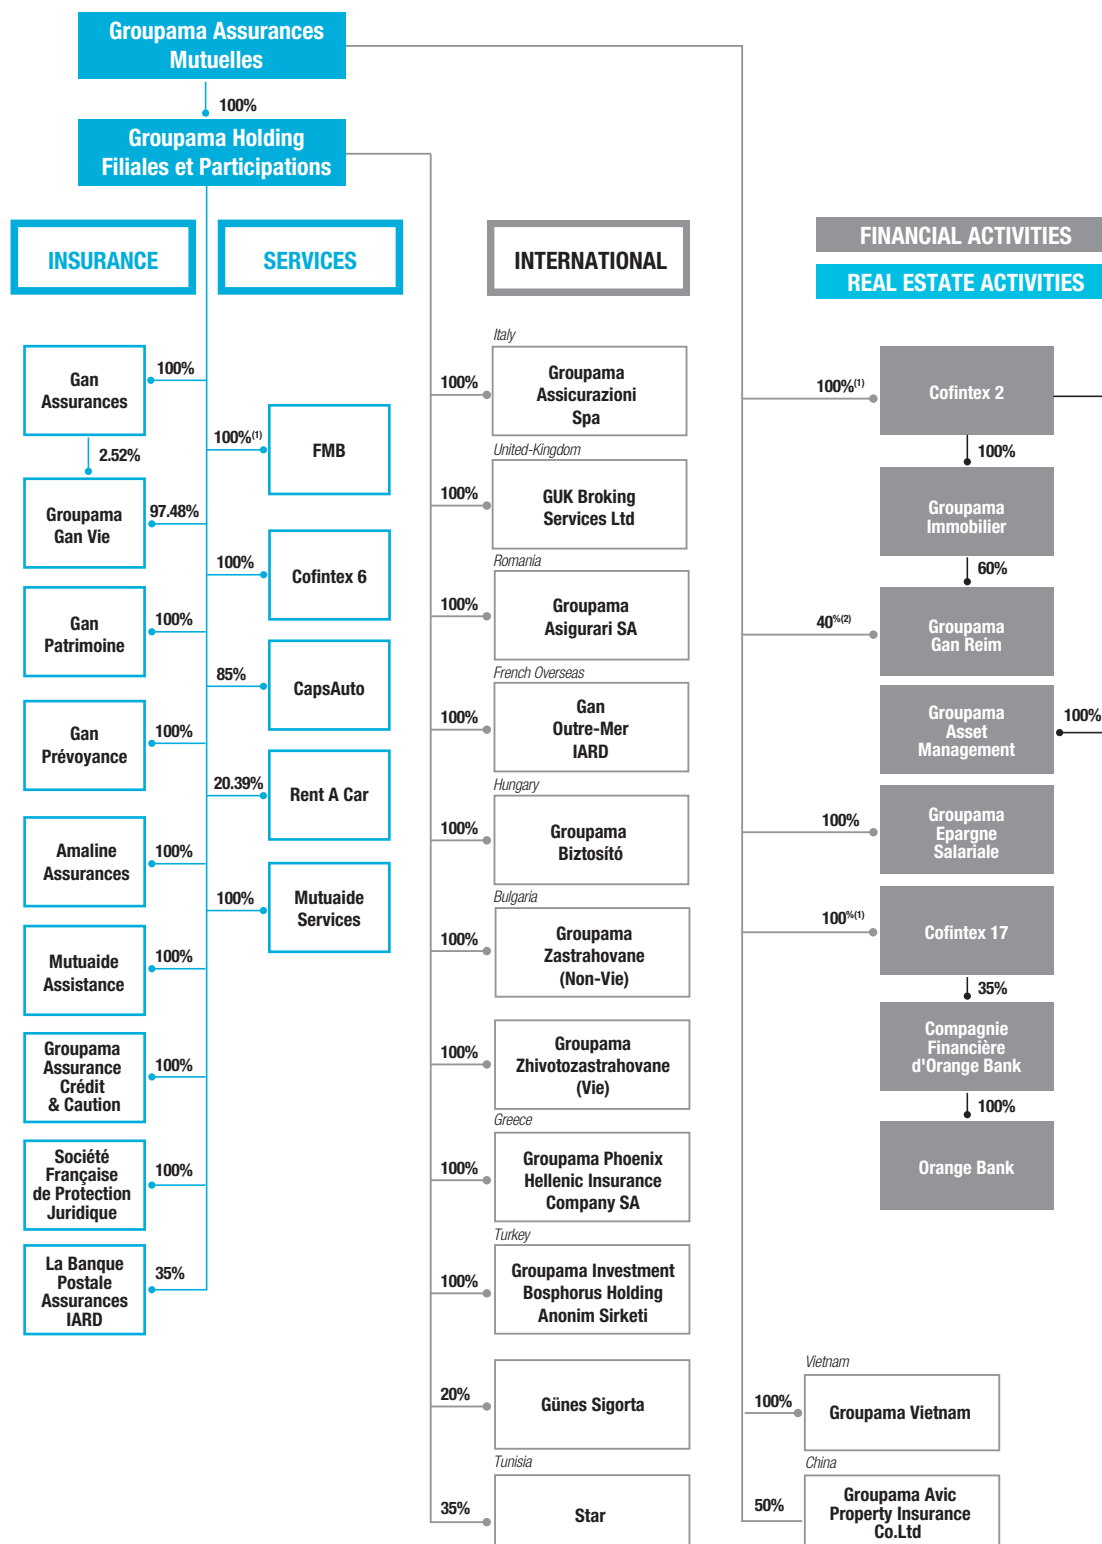 Groupama Assurances
Mutuelles
100%
Groupama Holding
Filiales et Participations
INSURANCE
SERVICES
INTERNATIONAL
FINANCIAL ACTIVITIES
REAL ESTATE ACTIVITIES
Gan
Assurances
100%
2.52%
Groupama
Gan Vie
97.48%
Gan
Patrimoine
100%
Gan
Prévoyance
100%
Amaline
Assurances
100%
Mutuaide
Assistance
100%
Groupama
Assurance
Crédit
& Caution
100%
Société
Française
de Protection
Juridique
100%
La Banque
Postale
Assurances
IARD
35%
100%(1)
FMB
100%
Cofintex 6
85%
CapsAuto
20.39%
Rent A Car
100%
Mutuaide
Services
Italy
100%
Groupama
Assicurazioni
Spa
United-Kingdom
100%
GUK Broking
Services Ltd
Romania
100%
Groupama
Asigurari SA
French Overseas
100%
Gan
Outre-Mer
IARD
Hungary
100%
Groupama
Biztosító
Bulgaria
100%
Groupama
Zastrahovane
(Non-Vie)
100%
Groupama
Zhivotozastrahovane
(Vie)
Greece
100%
Groupama Phoenix
Hellenic Insurance
Company SA
Turkey
100%
Groupama Investment
Bosphorus Holding
Anonim Sirketi
20%
Günes Sigorta
Tunisia
35%
Star
100%(1)
Cofintex 2
100%
Groupama
Immobilier
60%
40%(2)
Groupama
Gan Reim
Groupama
Asset
Management
100%
100%
Groupama
Epargne
Salariale
100%(1)
Cofintex 17
35%
Compagnie
Financière
d'Orange Bank
100%
Orange Bank
Vietnam
100%
Groupama Vietnam
China
50%
Groupama Avic
Property Insurance
Co.Ltd